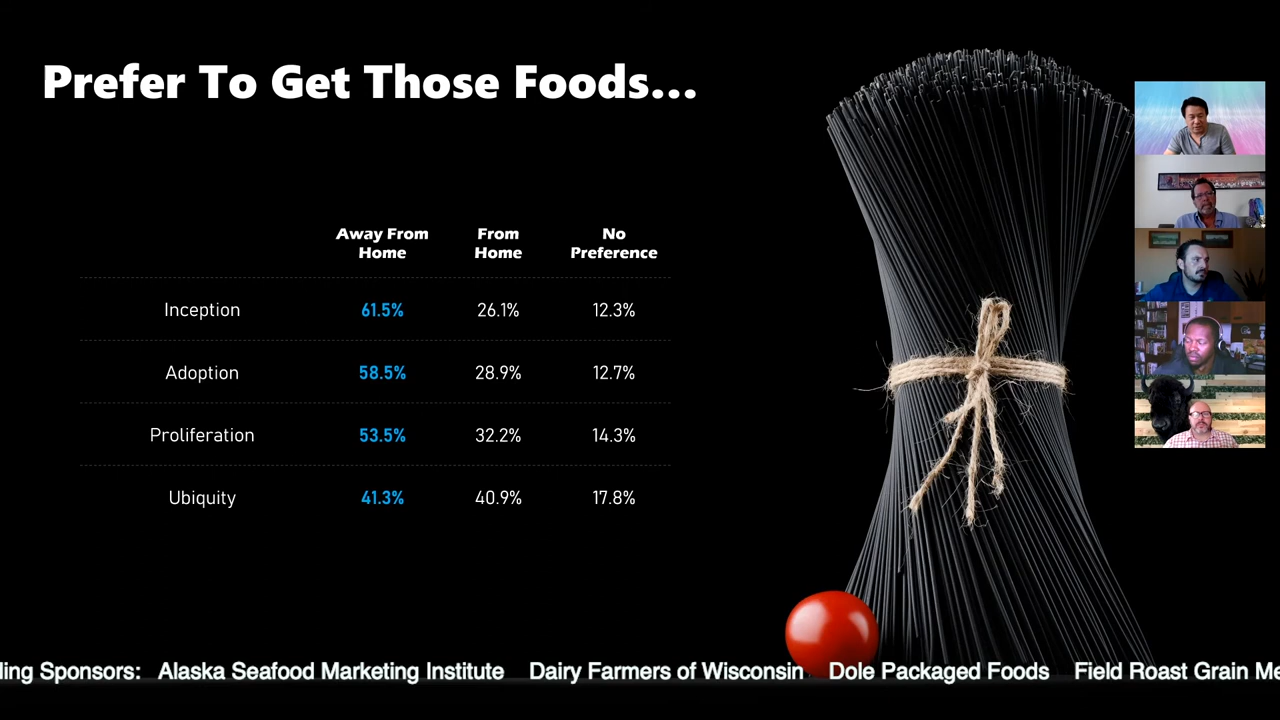 Prefer To Get Those Foods...
Away From Home
From Home
No Preference
Inception 61.5% 26.1% 12.3%
Adoption 58.5% 28.9% 12.7%
Proliferation 53.5% 32.2% 14.3%
Ubiquity 41.3% 40.9% 17.8%
Sponsors: Alaska Seafood Marketing Institute Dairy Farmers of Wisconsin Dole Packaged Foods Field Roast Grain